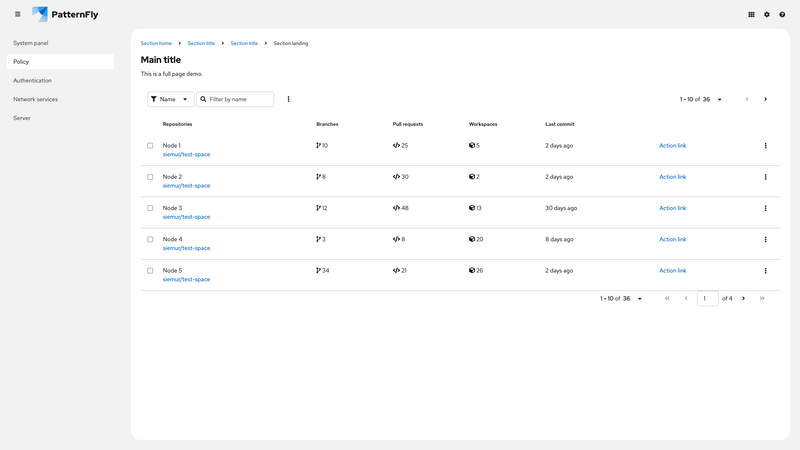 PatternFly
System panel
Policy
Authentication
Network services
Server
Section home Section title Section title Section landing
Main title
This is a full page demo.
Name Filter by name 1 - 10 of 36
Repositories Branches Pull requests Workspaces Last commit
Node 1 10 25 5 2 days ago Action link
siemur/test-space
Node 2 8 30 2 2 days ago Action link
siemur/test-space
Node 3 12 48 13 30 days ago Action link
siemur/test-space
Node 4 3 8 20 8 days ago Action link
siemur/test-space
Node 5 34 21 26 2 days ago Action link
siemur/test-space
1 - 10 of 36 1 of 4